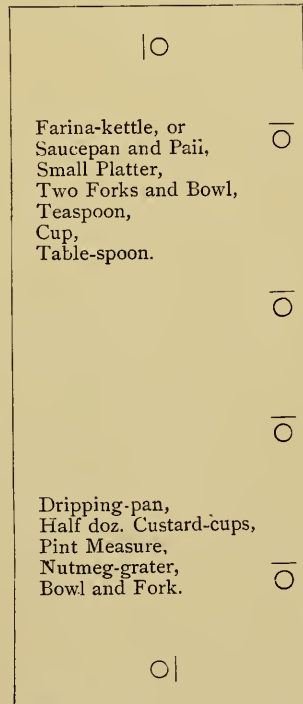 Farina-kettle, or
Saucepan and Pail,
Small Platter,
Two Forks and Bowl,
Teaspoon,
Cup,
Table-spoon.
Dripping-pan,
Half doz. Custard-cups,
Pint Measure,
Nutmeg-grater,
Bowl and Fork.